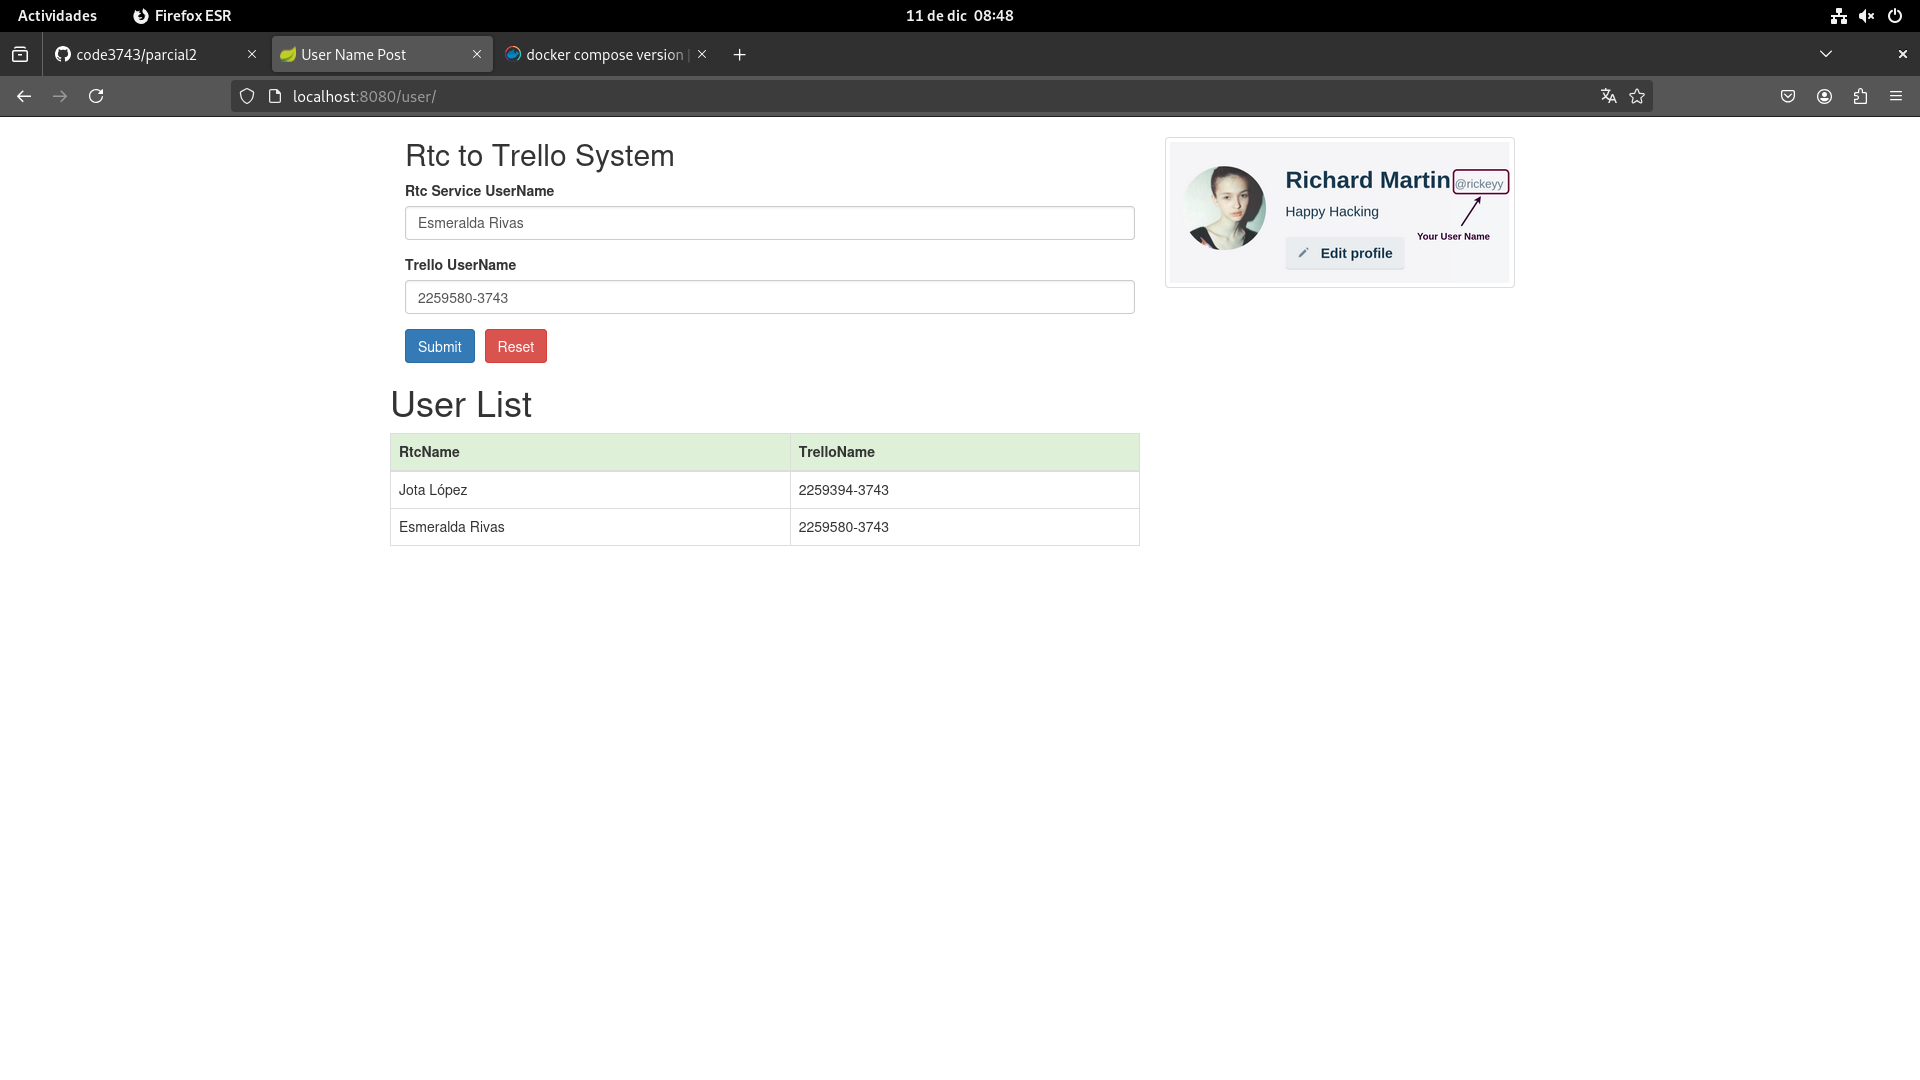 Actividades
Firefox ESR
11 de dic 08:48
code3743/parcial2
User Name Post
docker compose version |
localhost:8080/user/
Rtc to Trello System
Rtc Service UserName
Esmeralda Rivas
Trello UserName
2259580-3743
Submit
Reset
Richard Martin
@rickeyy
Happy Hacking
Your User Name
Edit profile
User List
RtcName
TrelloName
Jota López
2259394-3743
Esmeralda Rivas
2259580-3743